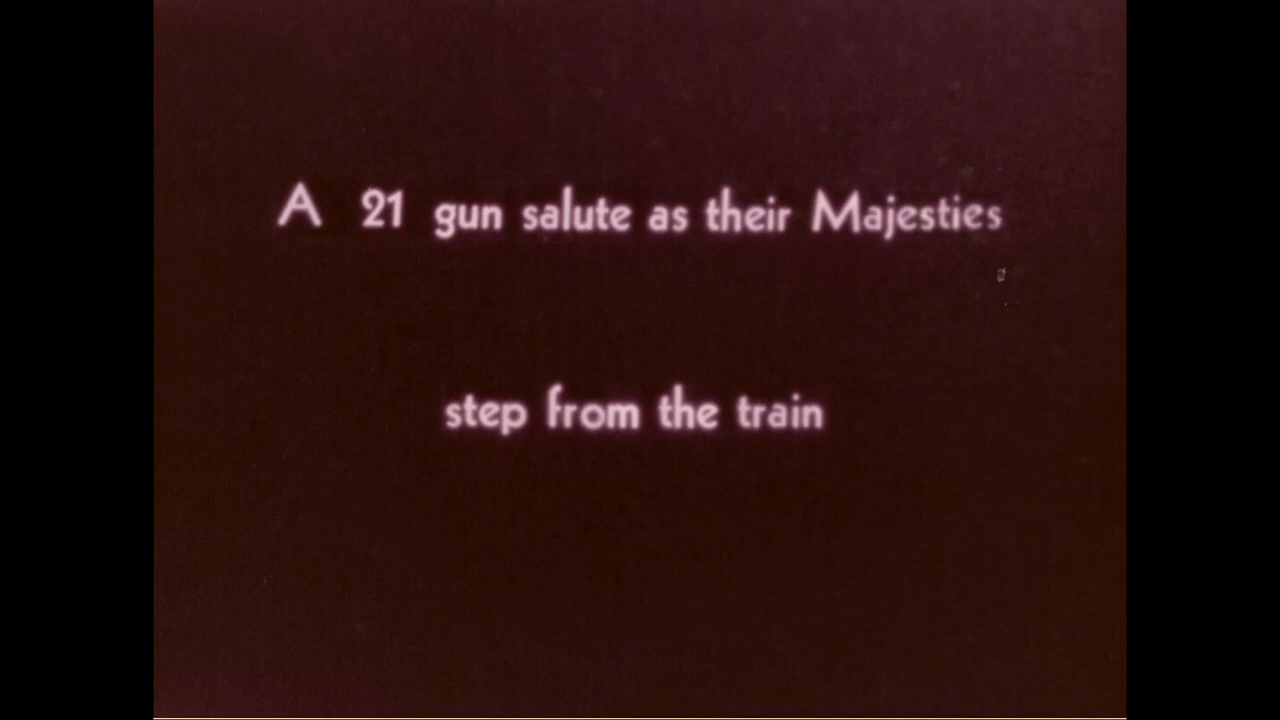 A 21 gun salute as their Majesties
step from the train